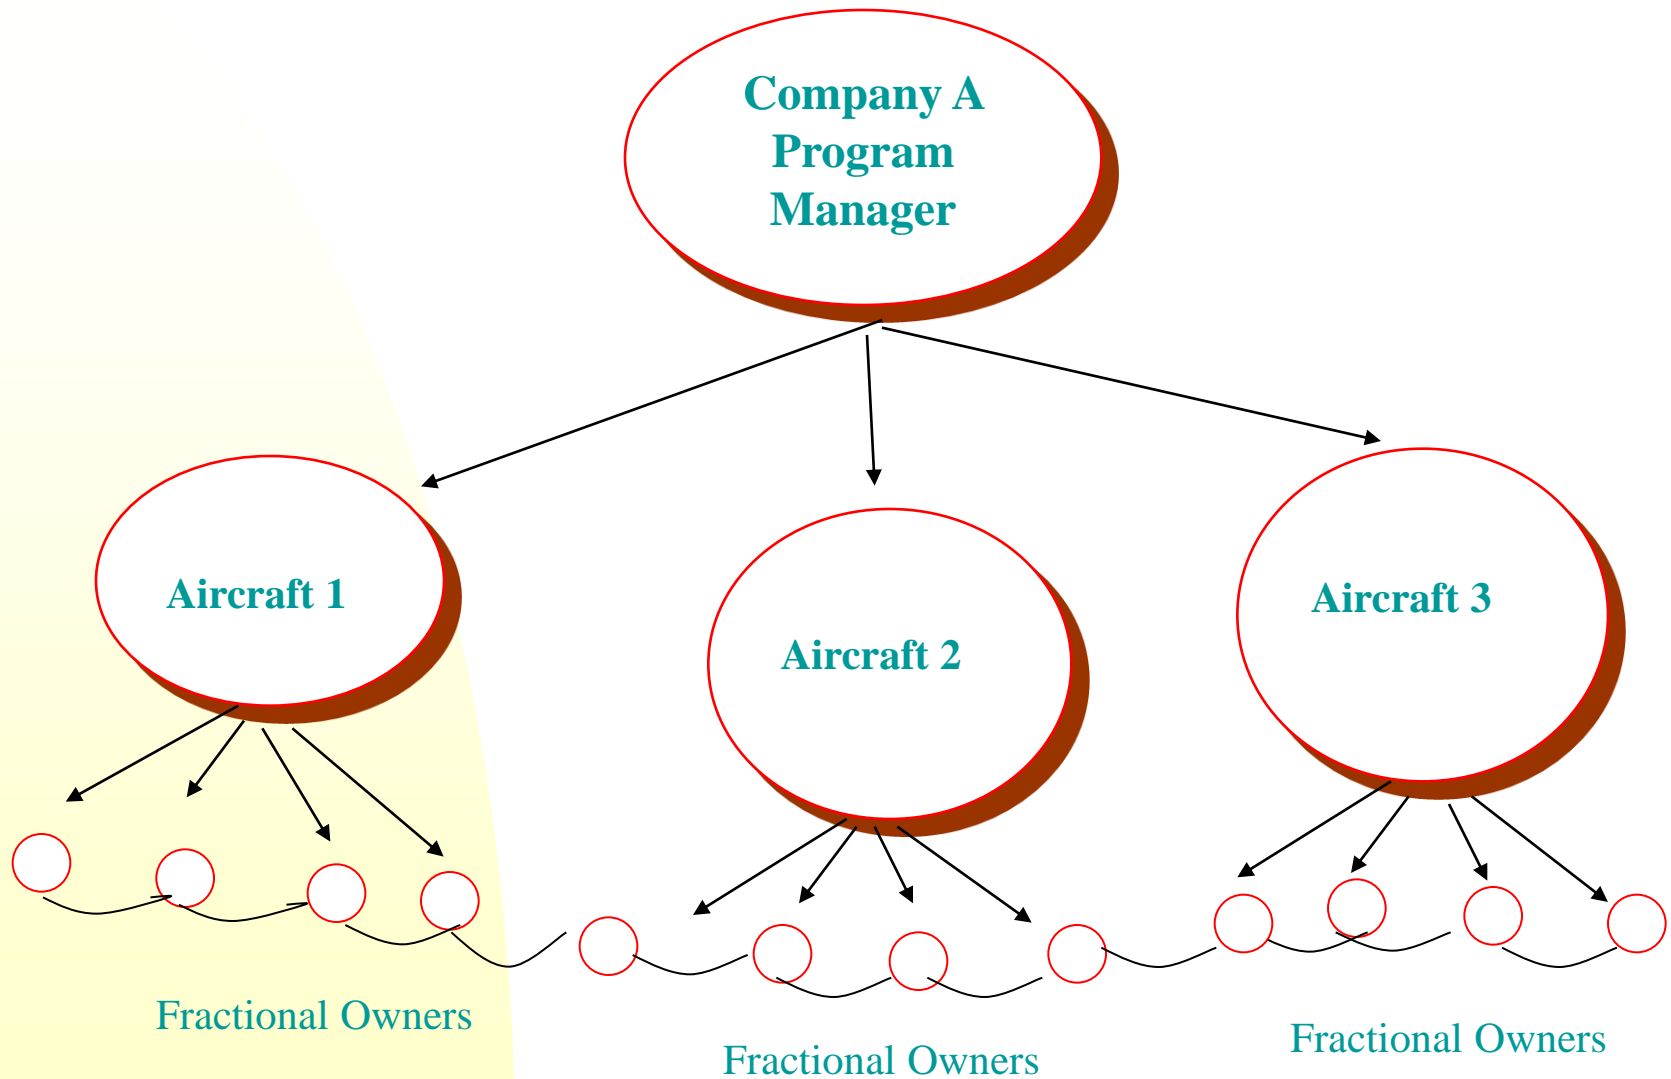 Company A
Program
Manager
Aircraft 1
Aircraft 2
Aircraft 3
Fractional Owners
Fractional Owners
Fractional Owners